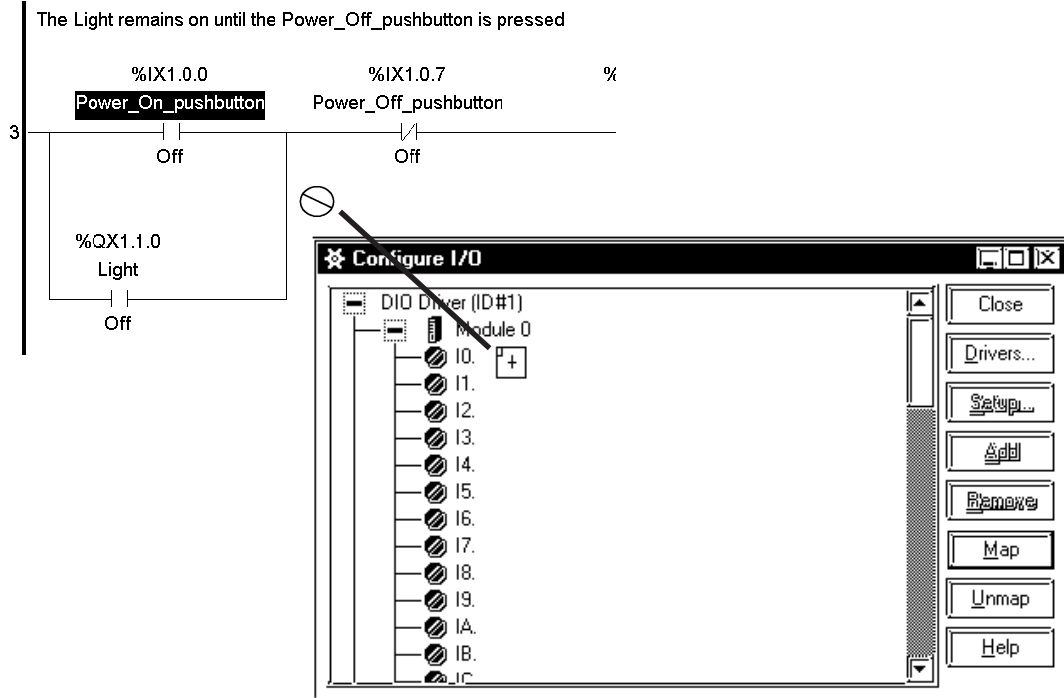 The Light remains on until the Power_Off_pushbutton is pressed
%IX1.0.0 %IX1.0.7 %
Power_On_pushbutton Power_Off_pushbutton
3
Off Off
%QX1.1.0
Light
Off
Configure I/O
DIO Driver (ID#1)
Module 0
I0.
I1.
I2.
I3.
I4.
I5.
I6.
I7.
I8.
I9.
IA.
IB.
IC
Close
Drivers...
Setup...
Add
Remove
Map
Unmap
Help